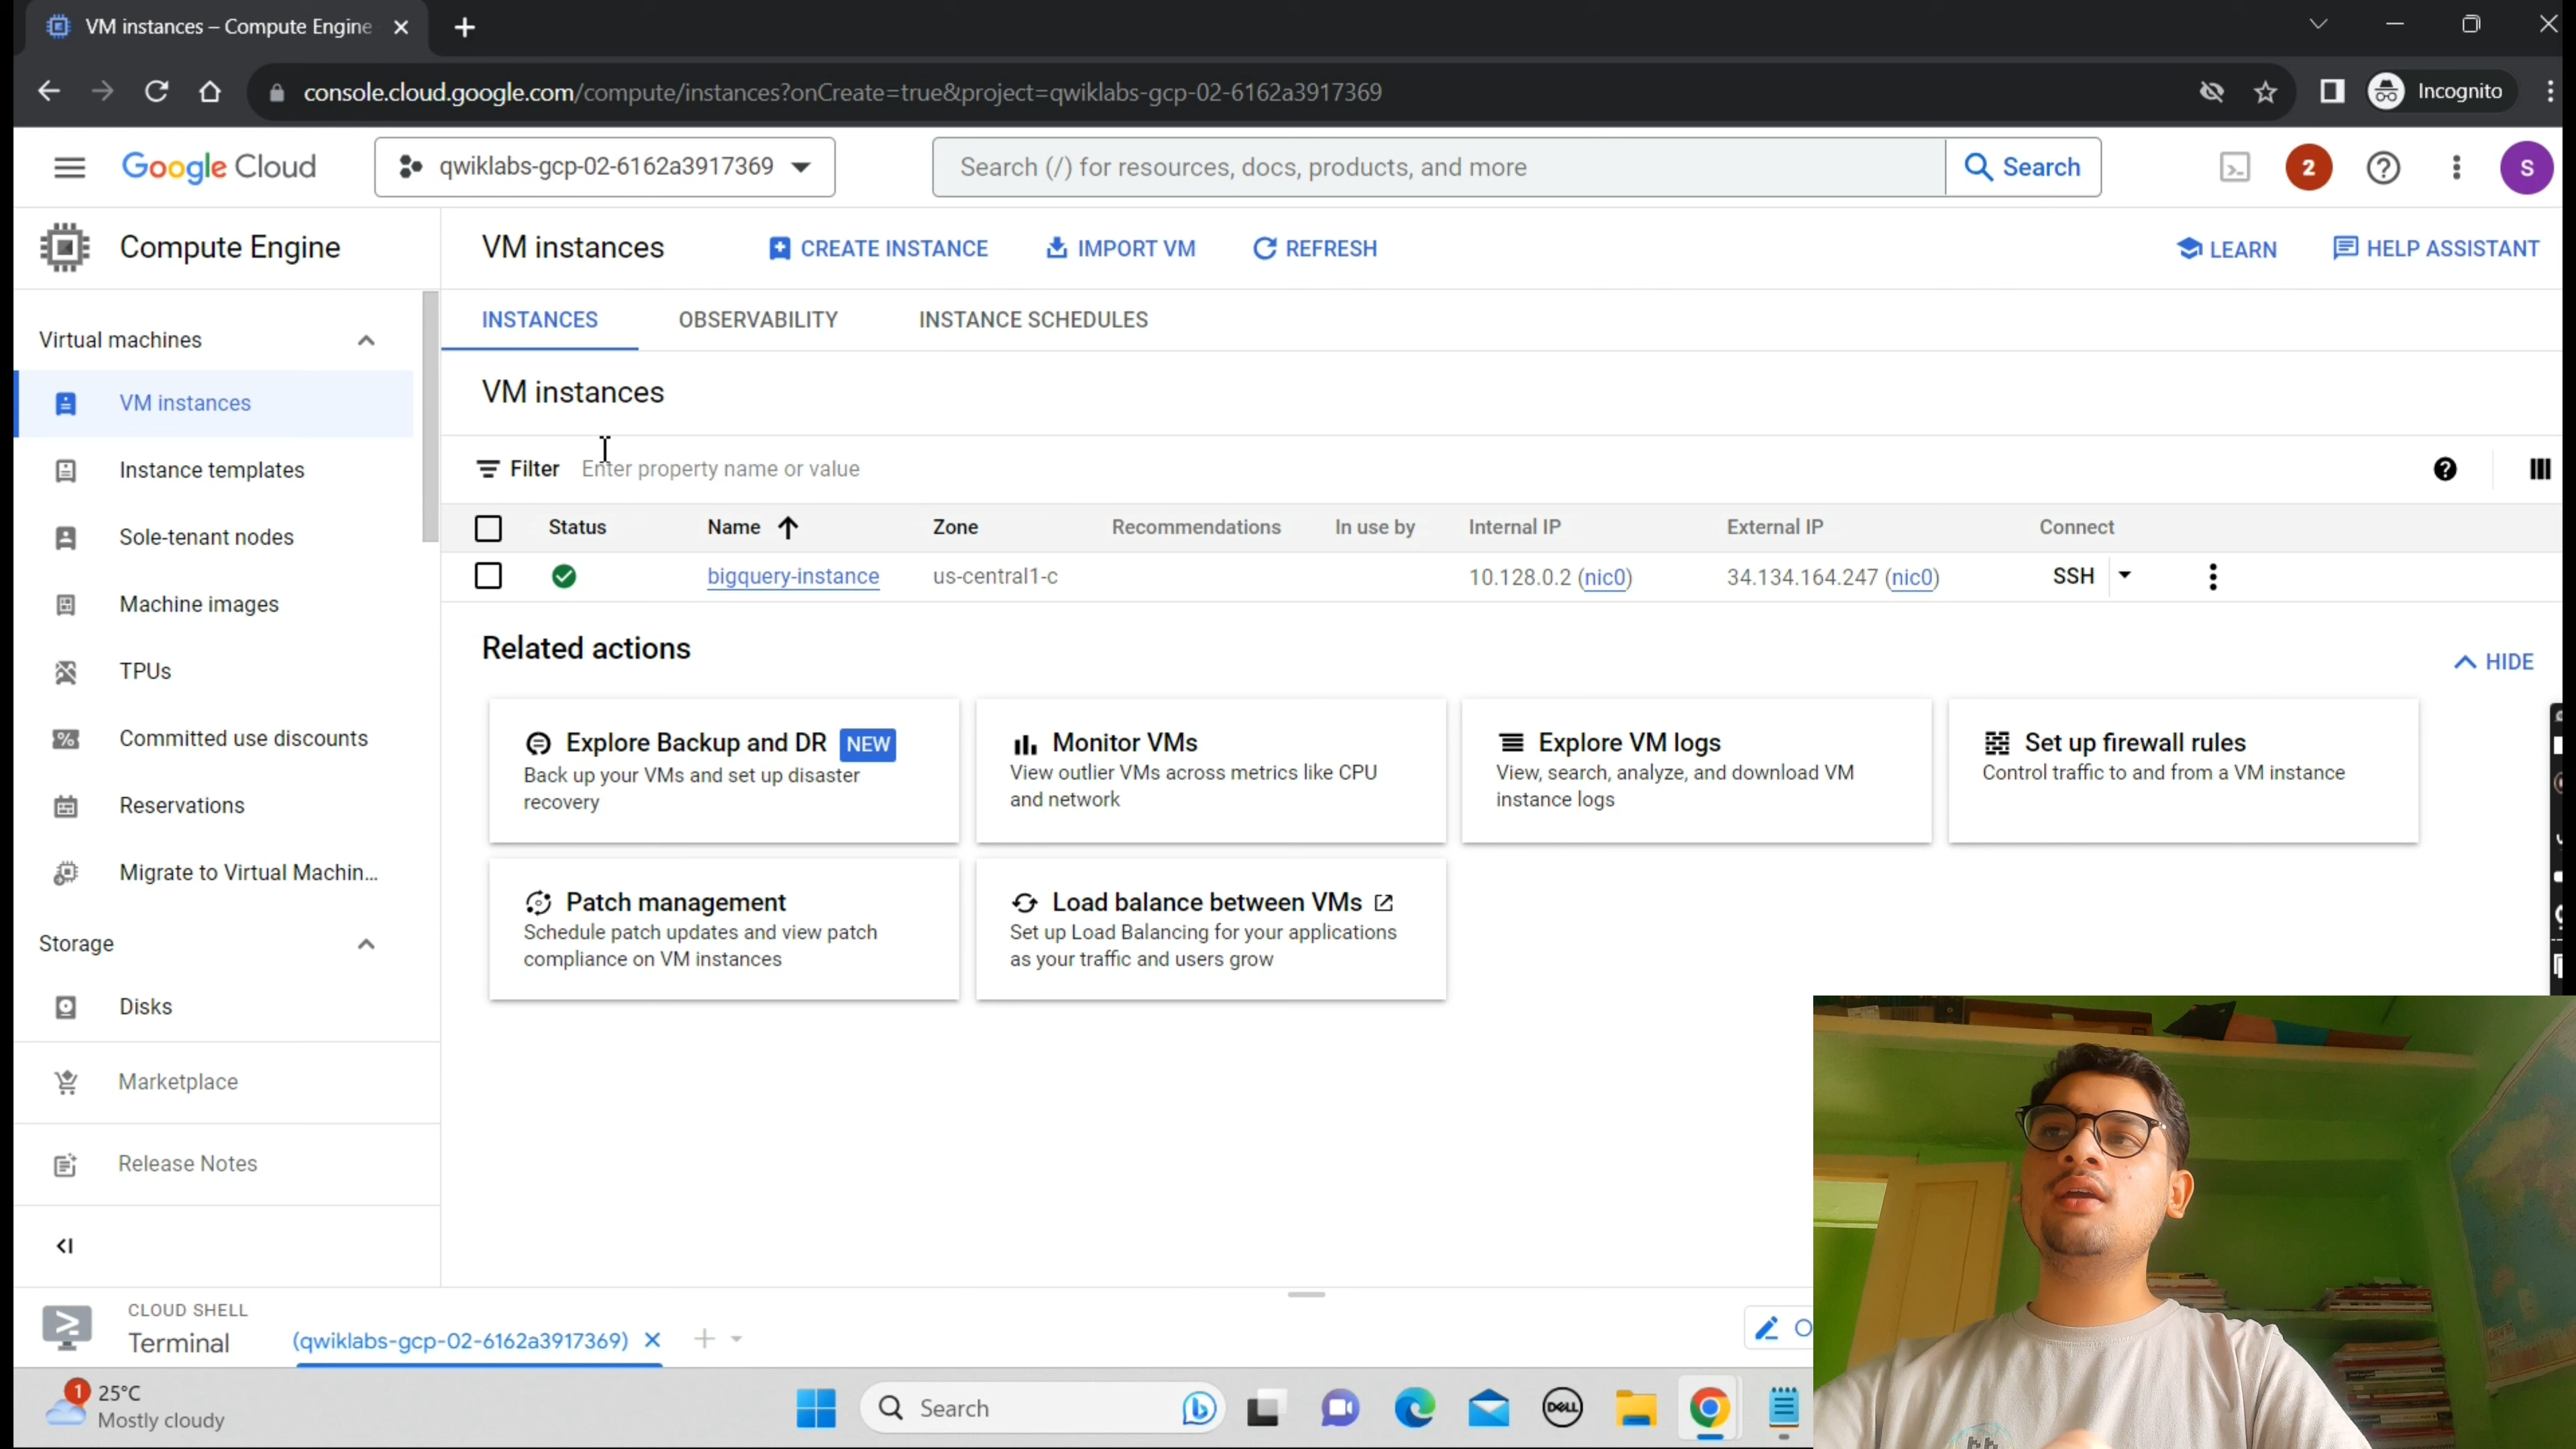 VM instances – Compute Engine
console.cloud.google.com/compute/instances?onCreate=true&project=qwiklabs-gcp-02-6162a3917369
Incognito
Google Cloud
qwiklabs-gcp-02-6162a3917369
Search (/) for resources, docs, products, and more
Search
2
S
Compute Engine
VM instances
CREATE INSTANCE
IMPORT VM
REFRESH
LEARN
HELP ASSISTANT
Virtual machines
VM instances
Instance templates
Sole-tenant nodes
Machine images
TPUs
Committed use discounts
Reservations
Migrate to Virtual Machin...
Storage
Disks
Marketplace
Release Notes
INSTANCES OBSERVABILITY INSTANCE SCHEDULES
VM instances
Filter Enter property name or value
Status Name Zone Recommendations In use by Internal IP External IP Connect
bigquery-instance us-central1-c 10.128.0.2 (nic0) 34.134.164.247 (nic0) SSH
Related actions
HIDE
Explore Backup and DR NEW
Back up your VMs and set up disaster
recovery
Monitor VMs
View outlier VMs across metrics like CPU
and network
Explore VM logs
View, search, analyze, and download VM
instance logs
Set up firewall rules
Control traffic to and from a VM instance
Patch management
Schedule patch updates and view patch
compliance on VM instances
Load balance between VMs
Set up Load Balancing for your applications
as your traffic and users grow
CLOUD SHELL
Terminal
(qwiklabs-gcp-02-6162a3917369)
1
25°C
Mostly cloudy
Search
DELL